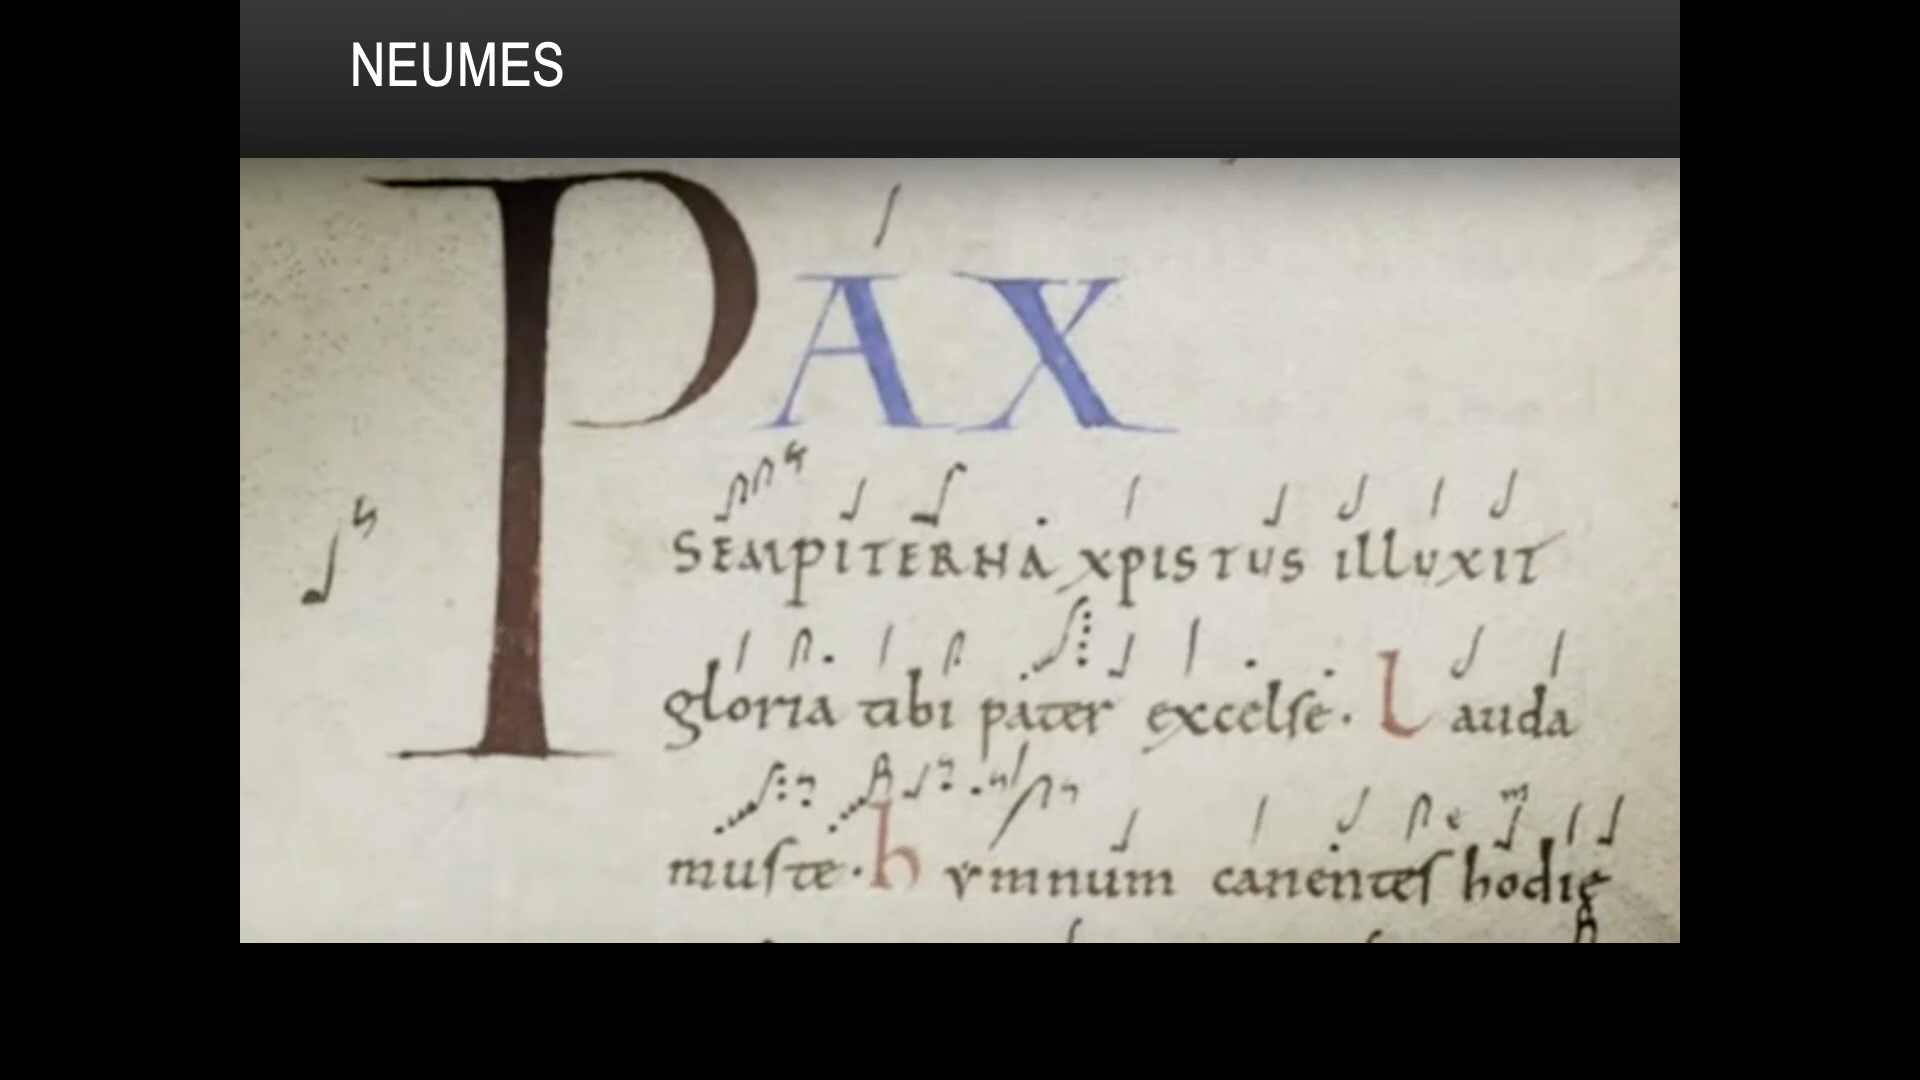 NEUMES
PAX
SEMPITERNA XPISTUS ILLUXIT
gloria tibi pater excelse. Lauda
muste. hymnum canentes hodie